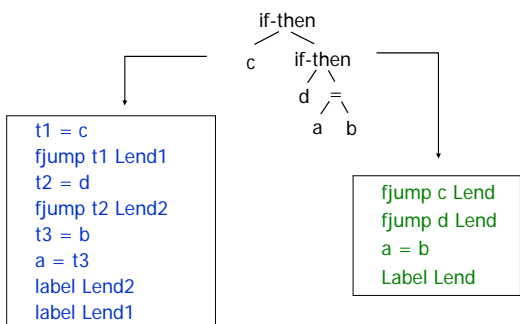 if-then
c if-then
d =
a b
t1 = c
fjump t1 Lend1
t2 = d
fjump t2 Lend2
t3 = b
a = t3
label Lend2
label Lend1
fjump c Lend
fjump d Lend
a = b
Label Lend